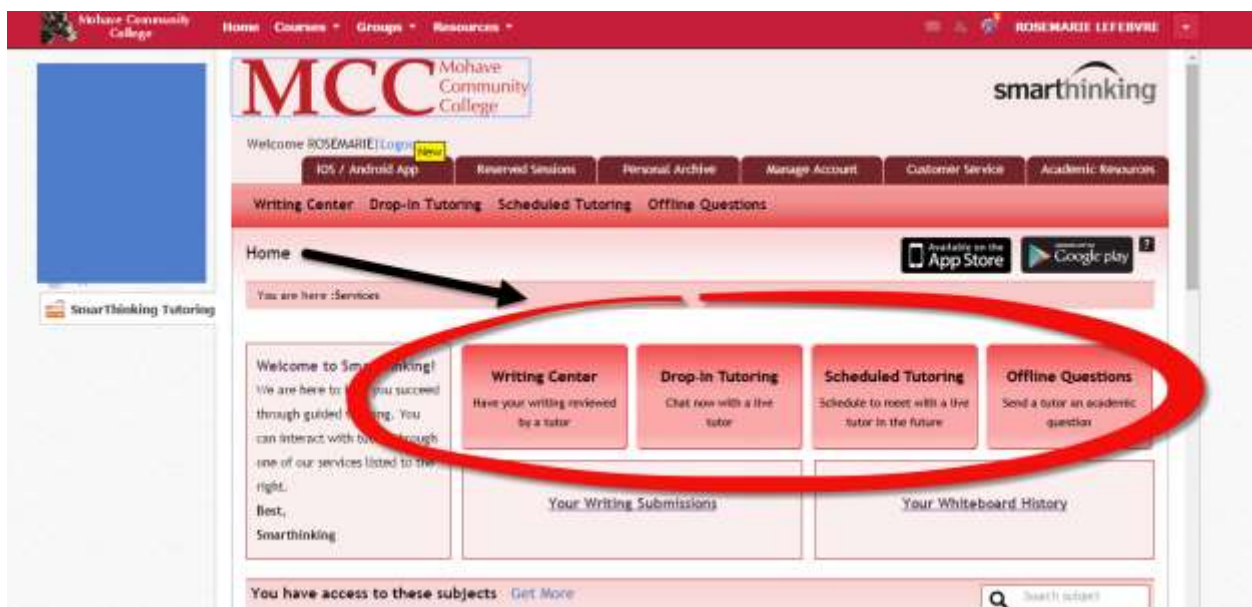 Mohave Community
College
Home Courses Groups Resources
ROSEMARIE LEFEBVRE
MCC Mohave
Community
College
smarthinking
Welcome ROSEMARIE|Logout
New
IOS / Android App Reserved Sessions Personal Archive Manage Account Customer Service Academic Resources
Writing Center Drop-In Tutoring Scheduled Tutoring Offline Questions
Home
Available on the
App Store
Google play
?
You are here :Services
SmarThinking Tutoring
Welcome to
We are here to you succeed
through guided You
can interact with through
one of our services listed to the
right.
Best,
Smarthinking
Writing Center
Have your writing reviewed
by a tutor
Drop-In Tutoring
Chat now with a live
tutor
Scheduled Tutoring
Schedule to meet with a live
tutor in the future
Offline Questions
Send a tutor an academic
question
Your Writing Submissions
Your Whiteboard History
You have access to these subjects Get More
Search subject